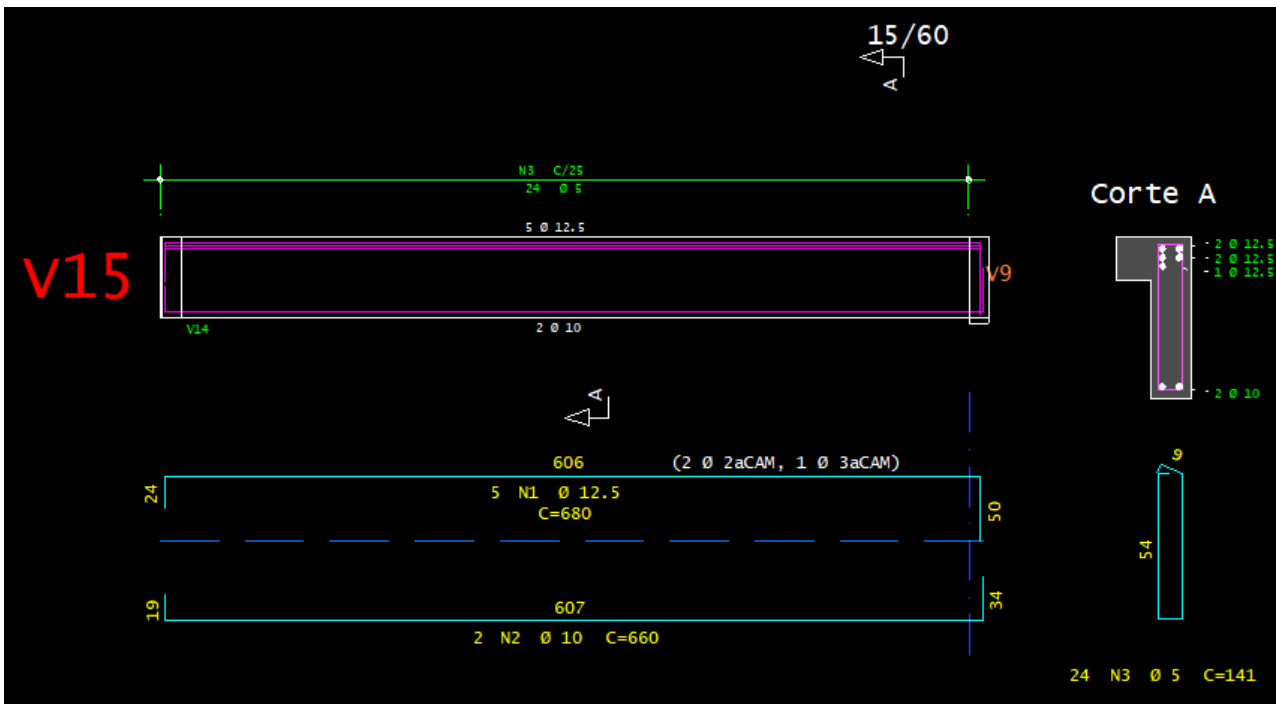 15/60
A
N3 C/25
24 Ø 5
Corte A
5 Ø 12.5
2 Ø 12.5
2 Ø 12.5
1 Ø 12.5
V15
V9
V14
2 Ø 10
2 Ø 10
A
606 (2 Ø 2aCAM, 1 Ø 3aCAM)
24
5 N1 Ø 12.5
C=680
50
9
54
19
607
34
2 N2 Ø 10 C=660
24 N3 Ø 5 C=141